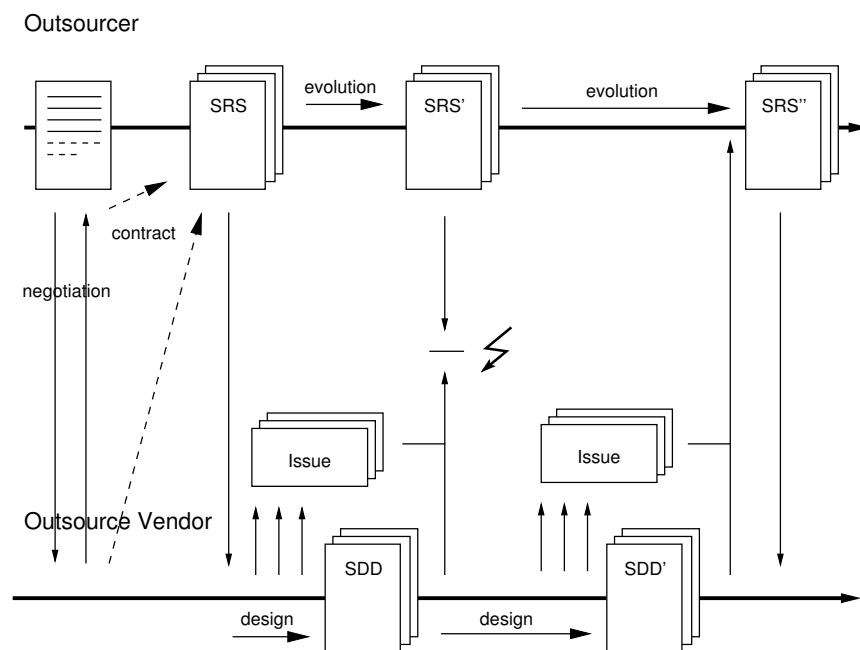 Outsourcer
SRS
evolution
SRS'
evolution
SRS''
contract
negotiation
Issue
Issue
Outsource Vendor
SDD
SDD'
design
design